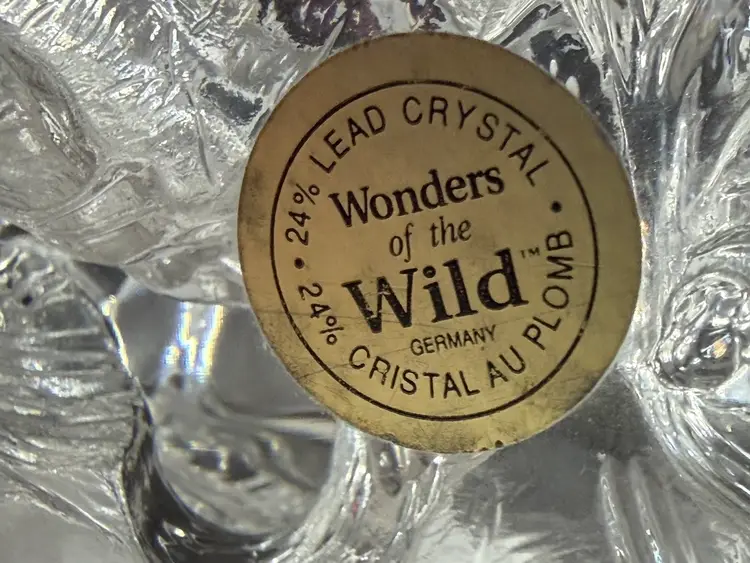 24% LEAD CRYSTAL
Wonders
of the
Wild™
GERMANY
24% CRISTAL AU PLOMB